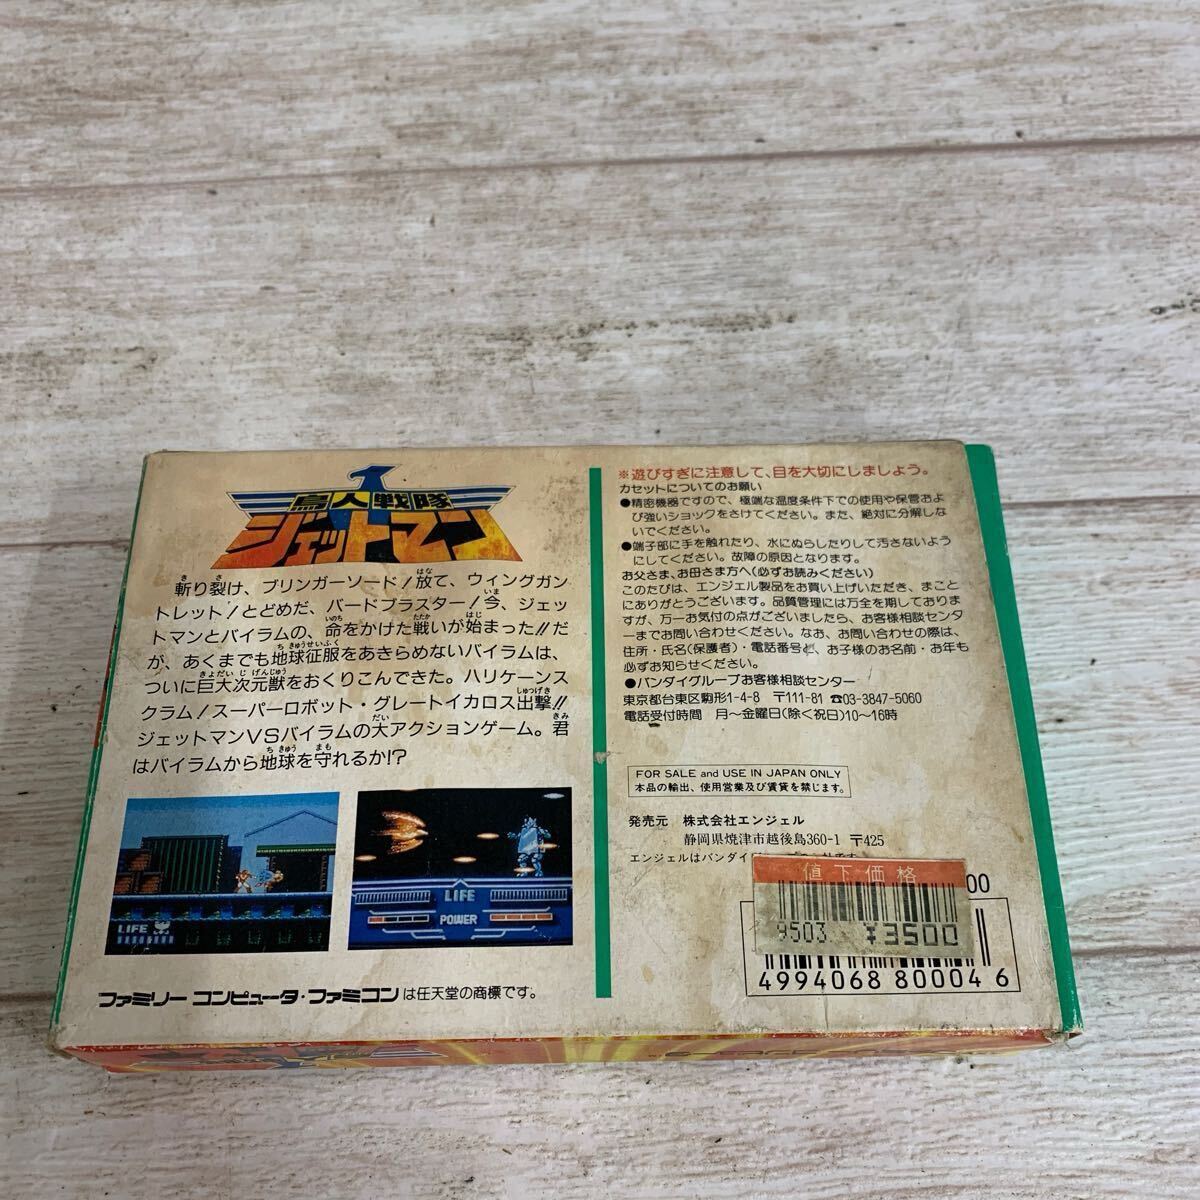 鳥人戦隊
ジェットマン
斬り裂け、ブリンガーソード!放て、ウィングガン
トレット!とどめだ、バードブラスター!今、ジェッ
トマンとバイラムの、命をかけた戦いが始まった!!だ
が、あくまでも地球征服をあきらめないバイラムは、
ついに巨大次元獣をおくりこんできた。ハリケーンス
クラム!スーパーロボット・グレートイカロス出撃!!
ジェットマンVSバイラムの大アクションゲーム。君
はバイラムから地球を守れるか!?
LIFE
LIFE
POWER
ファミリーコンピュータ・ファミコンは任天堂の商標です。
※遊びすぎに注意して、目を大切にしましょう。
カセットについてのお願い
●精密機器ですので、極端な温度条件下での使用や保管およ
び強いショックをさけてください。また、絶対に分解しな
いでください。
●端子部に手を触れたり、水にぬらしたりして汚さないよう
にしてください。故障の原因となります。
お父さま、お母さま方へ(必ずお読みください)
このたびは、エンジェル製品をお買い上げいただき、まこと
にありがとうございます。品質管理には万全を期しておりま
すが、万一お気付の点がございましたら、お客様相談センタ
ーまでお問い合わせください。なお、お問い合わせの際は、
住所・氏名(保護者)・電話番号と、お子様のお名前・お年も
必ずお知らせください。
●バンダイグループお客様相談センター
東京都台東区駒形1-4-8 〒111-81 ☎03-3847-5060
電話受付時間 月〜金曜日(除く祝日)10〜16時
FOR SALE and USE IN JAPAN ONLY
本品の輸出、使用営業及び賃貸を禁じます。
発売元 株式会社エンジェル
静岡県焼津市越後島360-1 〒425
エンジェルはバンダイ
値下価格
00
9503 ¥3500
4994068 800046